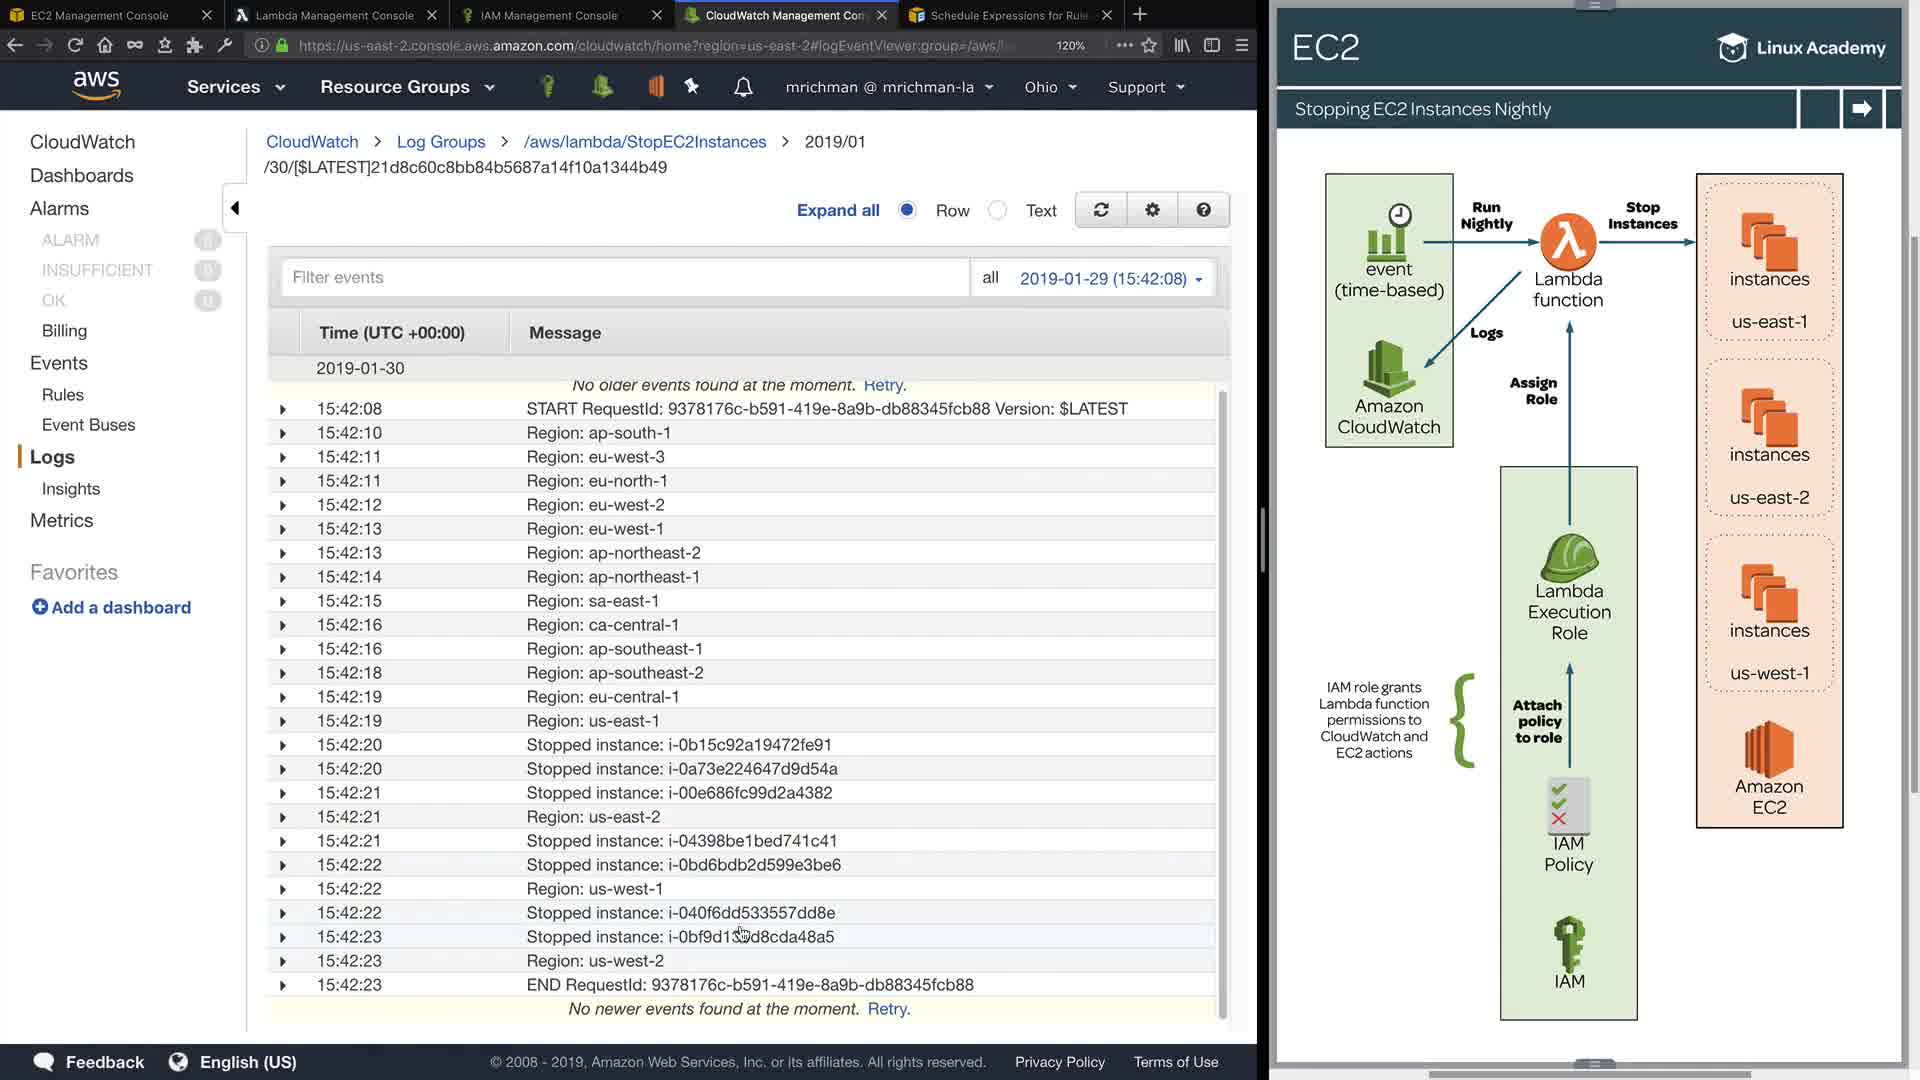 EC2 Management Console
Lambda Management Console
IAM Management Console
CloudWatch Management Con
Schedule Expressions for Rule
https://us-east-2.console.aws.amazon.com/cloudwatch/home?region=us-east-2#logEventViewer:group=/aws/l
120%
aws
Services
Resource Groups
mrichman @ mrichman-la
Ohio
Support
CloudWatch
Dashboards
Alarms
ALARM
INSUFFICIENT
OK
Billing
Events
Rules
Event Buses
Logs
Insights
Metrics
Favorites
Add a dashboard
CloudWatch > Log Groups > /aws/lambda/StopEC2Instances > 2019/01
/30/[$LATEST]21d8c60c8bb84b5687a14f10a1344b49
Expand all Row Text
Filter events
all 2019-01-29 (15:42:08)
Time (UTC +00:00) Message
2019-01-30
No older events found at the moment. Retry.
15:42:08 START RequestId: 9378176c-b591-419e-8a9b-db88345fcb88 Version: $LATEST
15:42:10 Region: ap-south-1
15:42:11 Region: eu-west-3
15:42:11 Region: eu-north-1
15:42:12 Region: eu-west-2
15:42:13 Region: eu-west-1
15:42:13 Region: ap-northeast-2
15:42:14 Region: ap-northeast-1
15:42:15 Region: sa-east-1
15:42:16 Region: ca-central-1
15:42:16 Region: ap-southeast-1
15:42:18 Region: ap-southeast-2
15:42:19 Region: eu-central-1
15:42:19 Region: us-east-1
15:42:20 Stopped instance: i-0b15c92a19472fe91
15:42:20 Stopped instance: i-0a73e224647d9d54a
15:42:21 Stopped instance: i-00e686fc99d2a4382
15:42:21 Region: us-east-2
15:42:21 Stopped instance: i-04398be1bed741c41
15:42:22 Stopped instance: i-0bd6bdb2d599e3be6
15:42:22 Region: us-west-1
15:42:22 Stopped instance: i-040f6dd533557dd8e
15:42:23 Stopped instance:
15:42:23 Region: us-west-2
15:42:23 END RequestId: 9378176c-b591-419e-8a9b-db88345fcb88
No newer events found at the moment. Retry.
Feedback
English (US)
© 2008 - 2019, Amazon Web Services, Inc. or its affiliates. All rights reserved.
Privacy Policy
Terms of Use
EC2
Linux Academy
Stopping EC2 Instances Nightly
event
(time-based)
Run
Nightly
Lambda
function
Stop
Instances
instances
us-east-1
Logs
Amazon
CloudWatch
Assign
Role
instances
us-east-2
Lambda
Execution
Role
instances
us-west-1
IAM role grants
Lambda function
permissions to
CloudWatch and
EC2 actions
Attach
policy
to role
Amazon
EC2
IAM
Policy
IAM